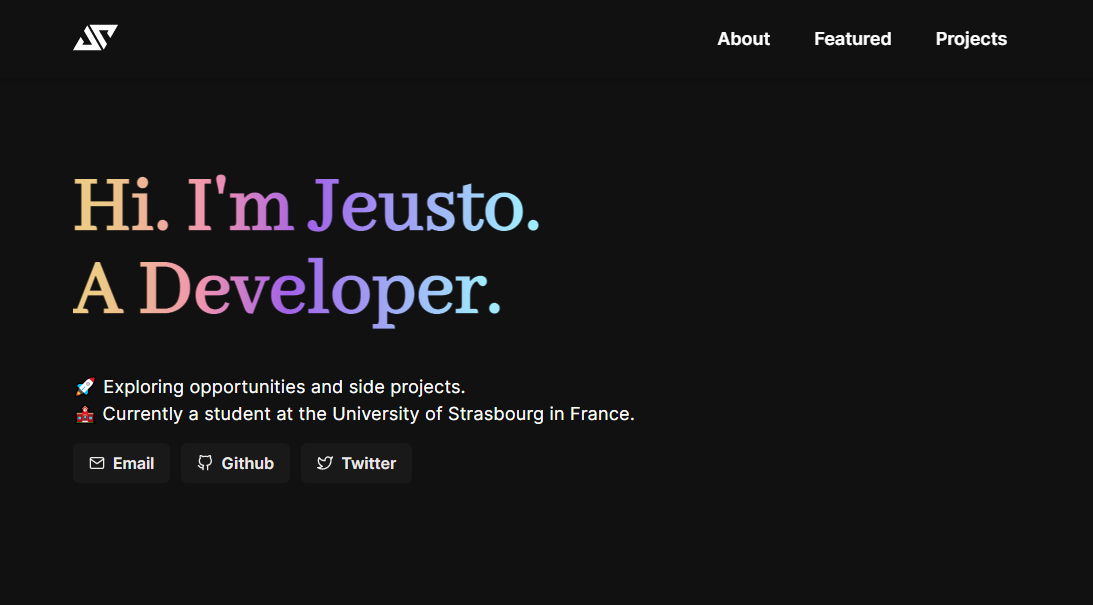 About Featured Projects
Hi. I'm Jeusto.
A Developer.
🚀 Exploring opportunities and side projects.
🏫 Currently a student at the University of Strasbourg in France.
Email Github Twitter